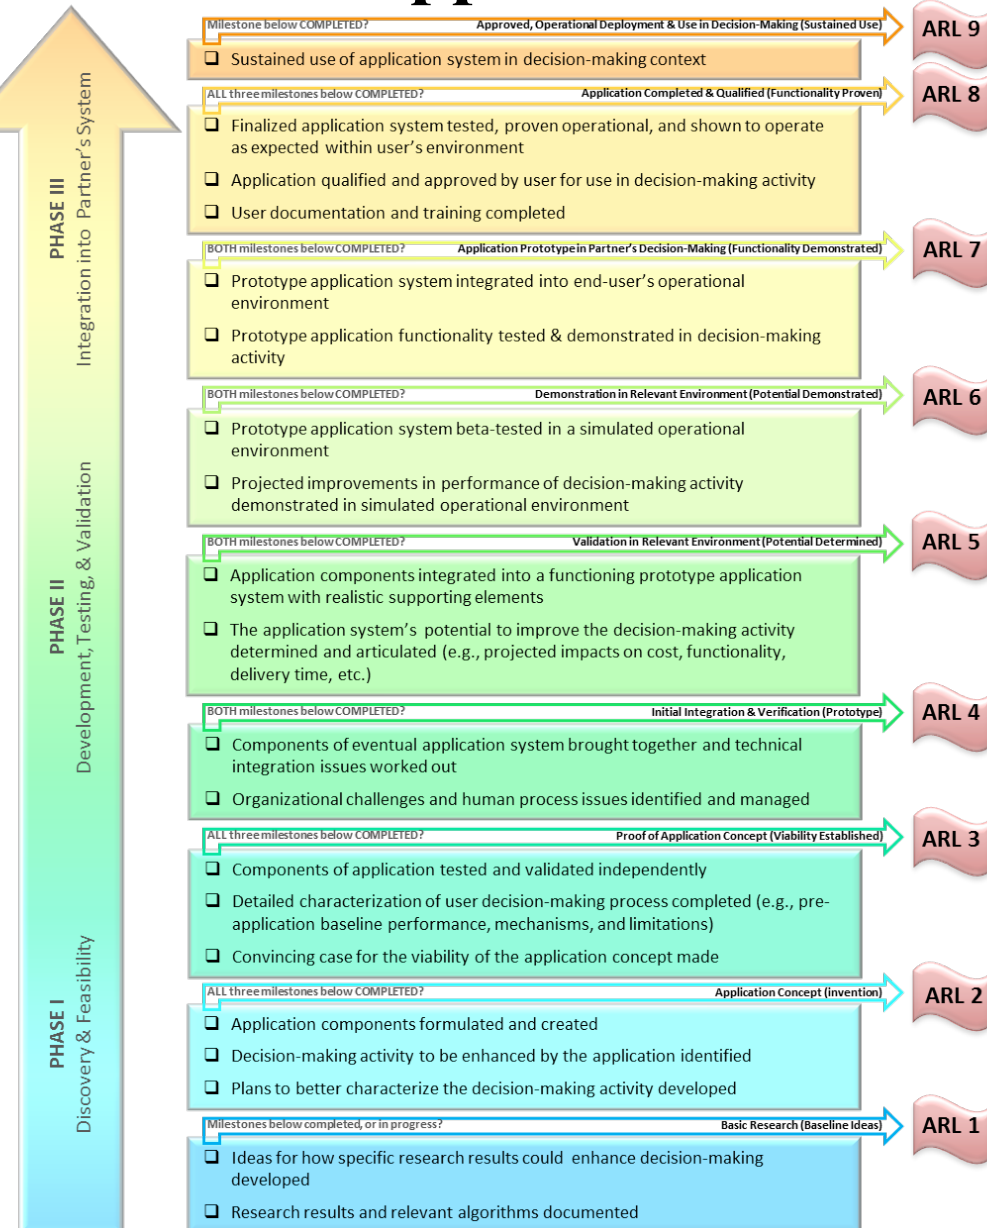 Milestone below COMPLETED? Approved, Operational Deployment & Use in Decision-Making (Sustained Use) ARL 9
❑ Sustained use of application system in decision-making context
ALL three milestones below COMPLETED? Application Completed & Qualified (Functionality Proven) ARL 8
❑ Finalized application system tested, proven operational, and shown to operate
as expected within user's environment
❑ Application qualified and approved by user for use in decision-making activity
❑ User documentation and training completed
BOTH milestones below COMPLETED? Application Prototype in Partner's Decision-Making (Functionality Demonstrated) ARL 7
❑ Prototype application system integrated into end-user's operational
environment
❑ Prototype application functionality tested & demonstrated in decision-making
activity
PHASE III
Integration into Partner's System
BOTH milestones below COMPLETED? Demonstration in Relevant Environment (Potential Demonstrated) ARL 6
❑ Prototype application system beta-tested in a simulated operational
environment
❑ Projected improvements in performance of decision-making activity
demonstrated in simulated operational environment
BOTH milestones below COMPLETED? Validation in Relevant Environment (Potential Determined) ARL 5
❑ Application components integrated into a functioning prototype application
system with realistic supporting elements
❑ The application system's potential to improve the decision-making activity
determined and articulated (e.g., projected impacts on cost, functionality,
delivery time, etc.)
PHASE II
Development, Testing, & Validation
BOTH milestones below COMPLETED? Initial Integration & Verification (Prototype) ARL 4
❑ Components of eventual application system brought together and technical
integration issues worked out
❑ Organizational challenges and human process issues identified and managed
ALL three milestones below COMPLETED? Proof of Application Concept (Viability Established) ARL 3
❑ Components of application tested and validated independently
❑ Detailed characterization of user decision-making process completed (e.g., pre-
application baseline performance, mechanisms, and limitations)
❑ Convincing case for the viability of the application concept made
ALL three milestones below COMPLETED? Application Concept (invention) ARL 2
❑ Application components formulated and created
❑ Decision-making activity to be enhanced by the application identified
❑ Plans to better characterize the decision-making activity developed
PHASE I
Discovery & Feasibility
Milestones below completed, or in progress? Basic Research (Baseline Ideas) ARL 1
❑ Ideas for how specific research results could enhance decision-making
developed
❑ Research results and relevant algorithms documented